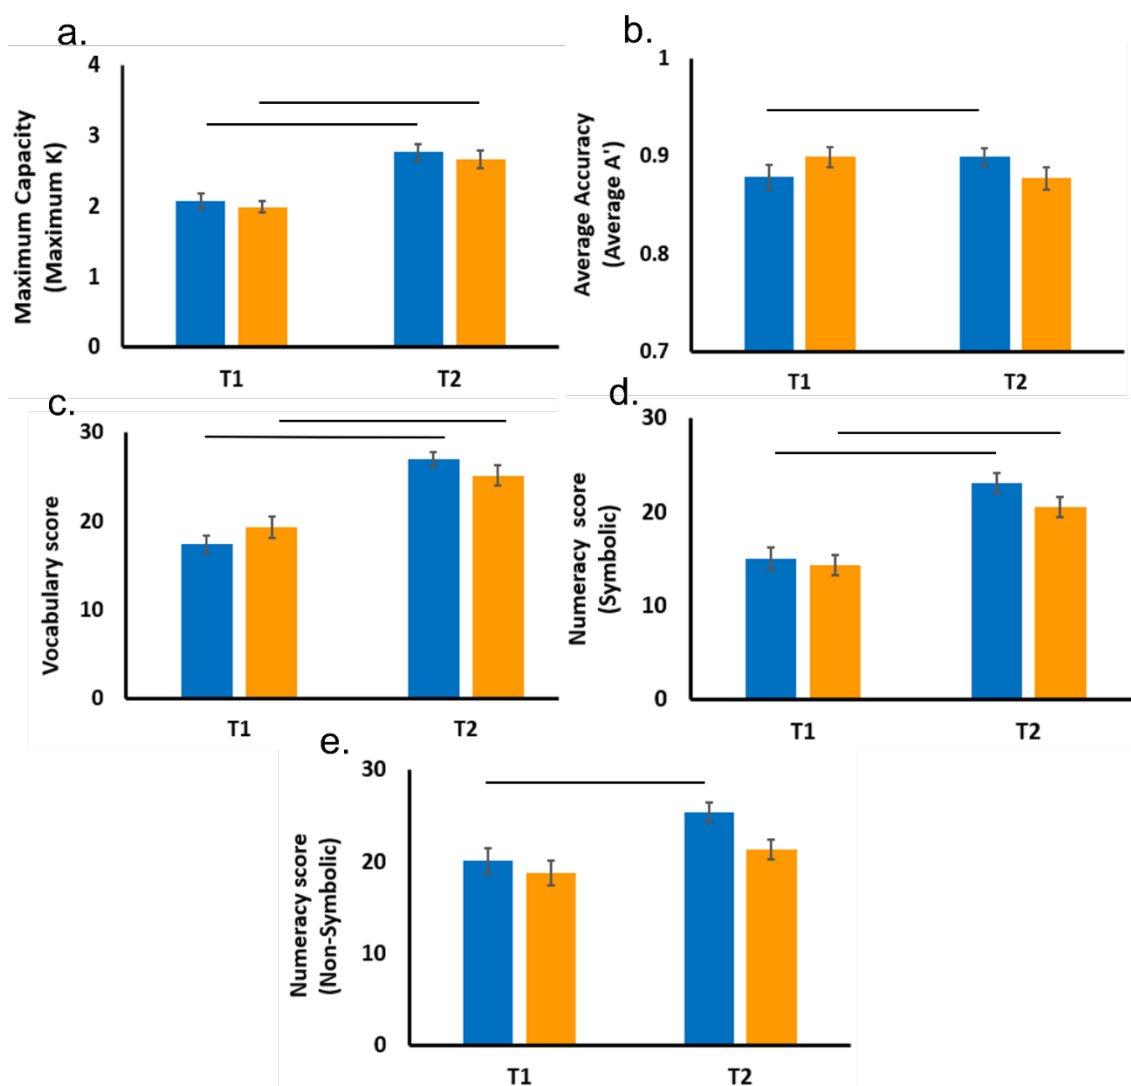 a.
Maximum Capacity
(Maximum K)
4
3
2
1
0
T1
T2
b.
Average Accuracy
(Average A')
1
0.9
0.8
0.7
T1
T2
c.
Vocabulary score
30
20
10
0
T1
T2
d.
Numeracy score
(Symbolic)
30
20
10
0
T1
T2
e.
Numeracy score
(Non-Symbolic)
30
20
10
0
T1
T2